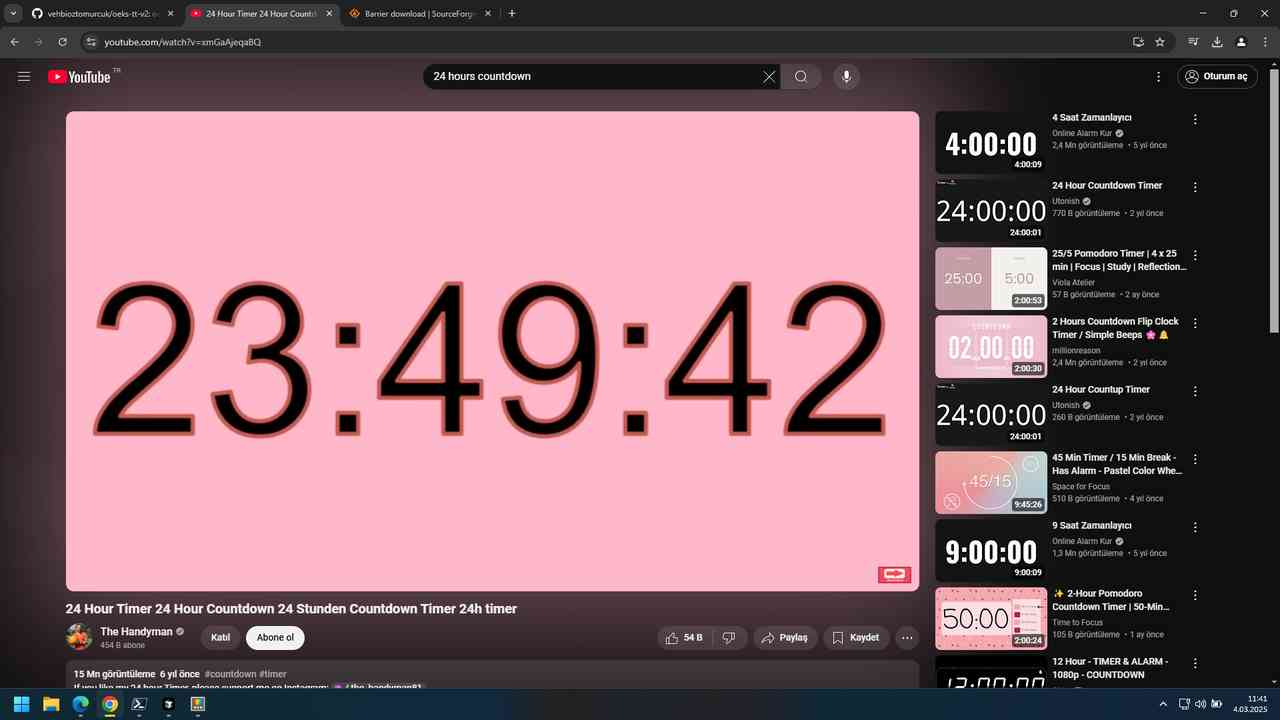 vehbioztomurcuk/oeks-tt-v2: o
24 Hour Timer 24 Hour Countd
Barrier download | SourceForge
youtube.com/watch?v=xmGaAjeqaBQ
YouTube TR
24 hours countdown
Oturum aç
23:49:42
24 Hour Timer 24 Hour Countdown 24 Stunden Countdown Timer 24h timer
The Handyman
454 B abone
Katıl
Abone ol
54 B
Paylaş
Kaydet
15 Mn görüntüleme 6 yıl önce #countdown #timer
If you like my 24 hour Timer, please support me on Instagram: / the_handyman81
4:00:00
4:00:09
4 Saat Zamanlayıcı
Online Alarm Kur
2,4 Mn görüntüleme • 5 yıl önce
24:00:00
24:00:01
24 Hour Countdown Timer
Utonish
770 B görüntüleme • 2 yıl önce
25:00
5:00
2:00:53
25/5 Pomodoro Timer | 4 x 25
min | Focus | Study | Reflection...
Viola Atelier
57 B görüntüleme • 2 ay önce
COUNTDOWN
02 00 00
2:00:30
2 Hours Countdown Flip Clock
Timer / Simple Beeps
millionreason
2,4 Mn görüntüleme • 2 yıl önce
24:00:00
24:00:01
24 Hour Countup Timer
Utonish
260 B görüntüleme • 2 yıl önce
45/15
9:45:26
45 Min Timer / 15 Min Break -
Has Alarm - Pastel Color Whe...
Space for Focus
510 B görüntüleme • 4 yıl önce
9:00:00
9:00:09
9 Saat Zamanlayıcı
Online Alarm Kur
1,3 Mn görüntüleme • 5 yıl önce
50:00
2:00:24
2-Hour Pomodoro
Countdown Timer | 50-Min...
Time to Focus
105 B görüntüleme • 1 ay önce
12:00:00
12 Hour - TIMER & ALARM -
1080p - COUNTDOWN
11:41
4.03.2025